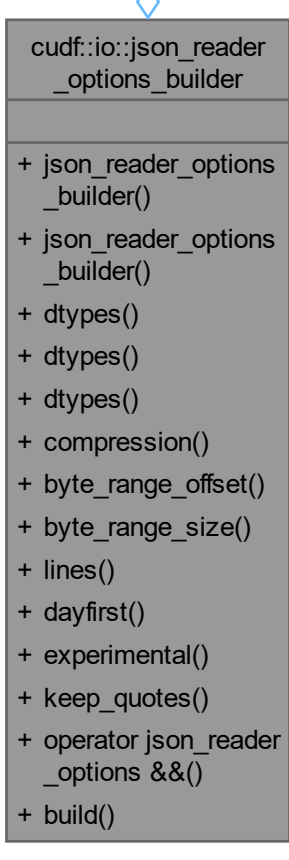 cudf::io::json_reader
_options_builder
+ json_reader_options
_builder()
+ json_reader_options
_builder()
+ dtypes()
+ dtypes()
+ dtypes()
+ compression()
+ byte_range_offset()
+ byte_range_size()
+ lines()
+ dayfirst()
+ experimental()
+ keep_quotes()
+ operator json_reader
_options &&()
+ build()